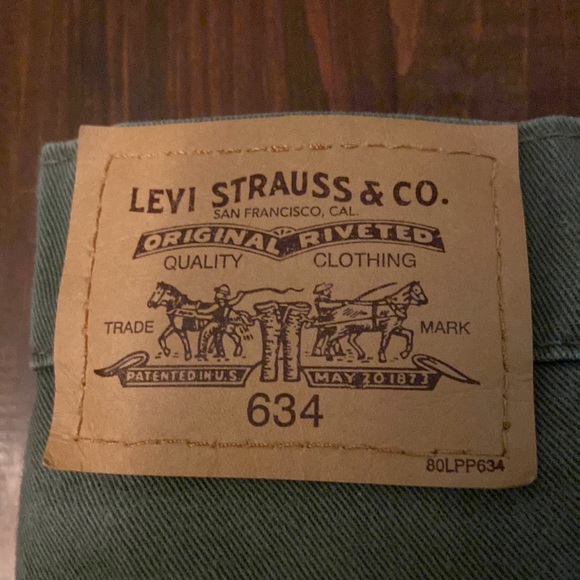 LEVI STRAUSS & CO.
SAN FRANCISCO, CAL.
ORIGINAL RIVETED
QUALITY CLOTHING
TRADE MARK
PATENTED IN U.S. MAY 20 1873
634
80LPP634